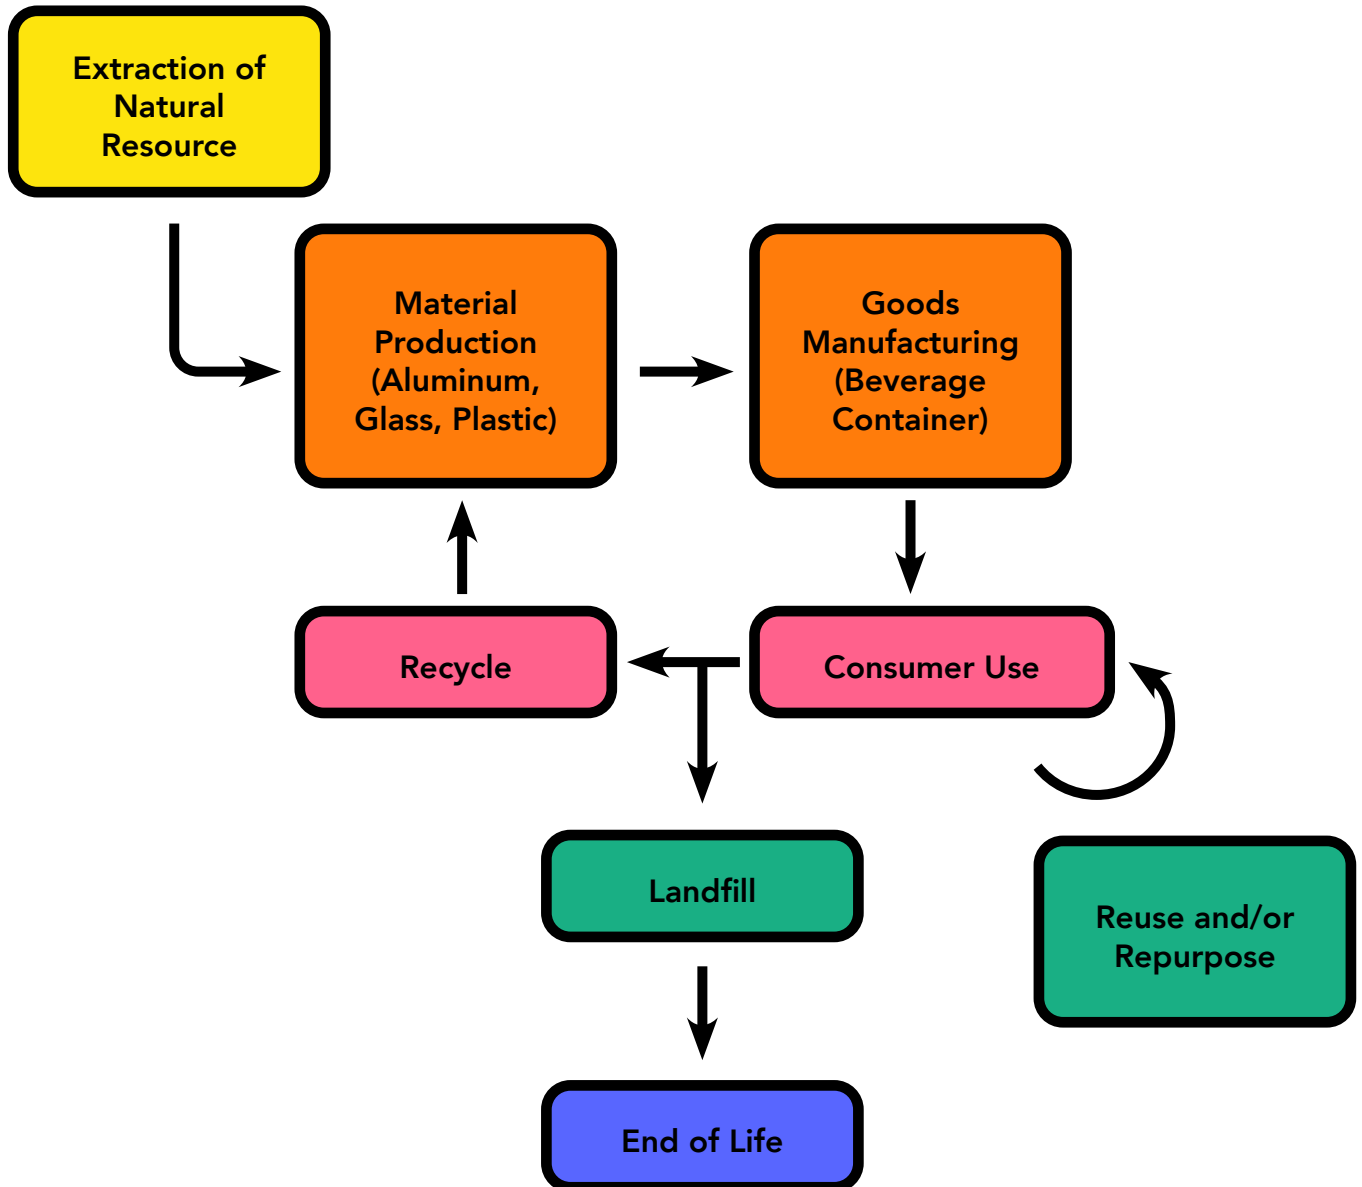 Extraction of
Natural
Resource
Material
Production
(Aluminum,
Glass, Plastic)
Goods
Manufacturing
(Beverage
Container)
Recycle
Consumer Use
Landfill
Reuse and/or
Repurpose
End of Life